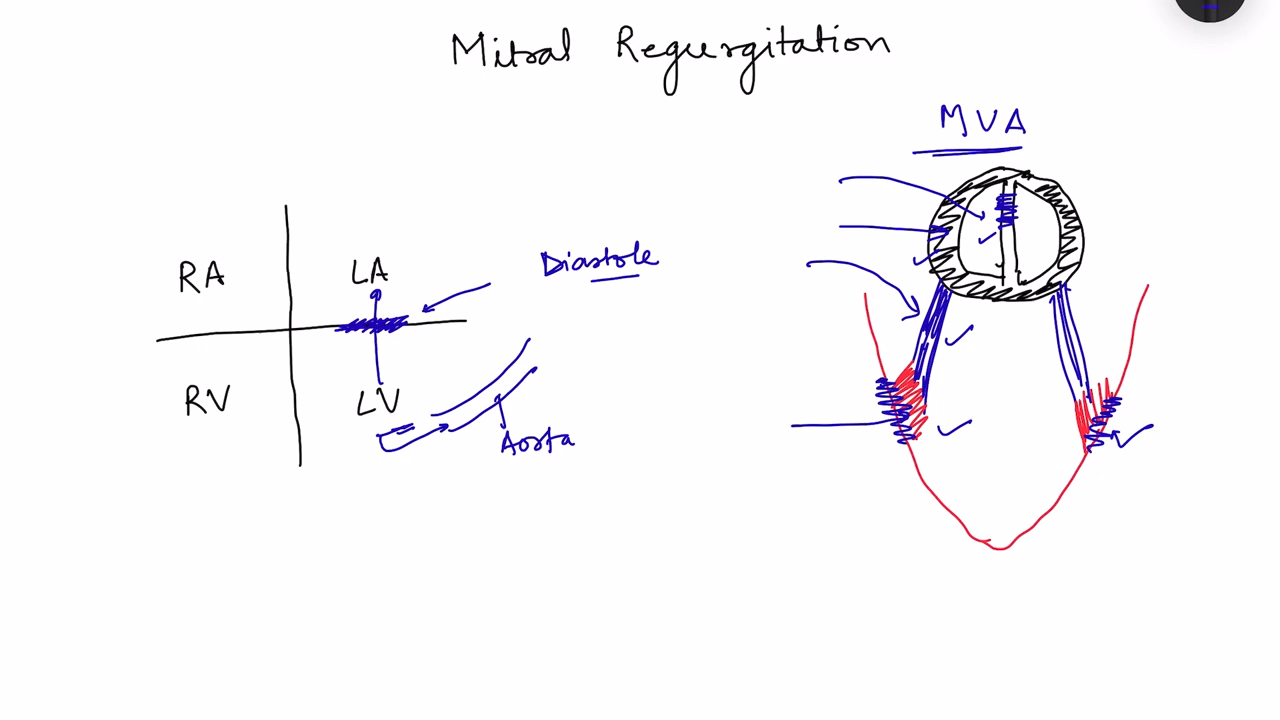 Mitral Regurgitation
MVA
Diastole
RA LA
RV LV
Aorta